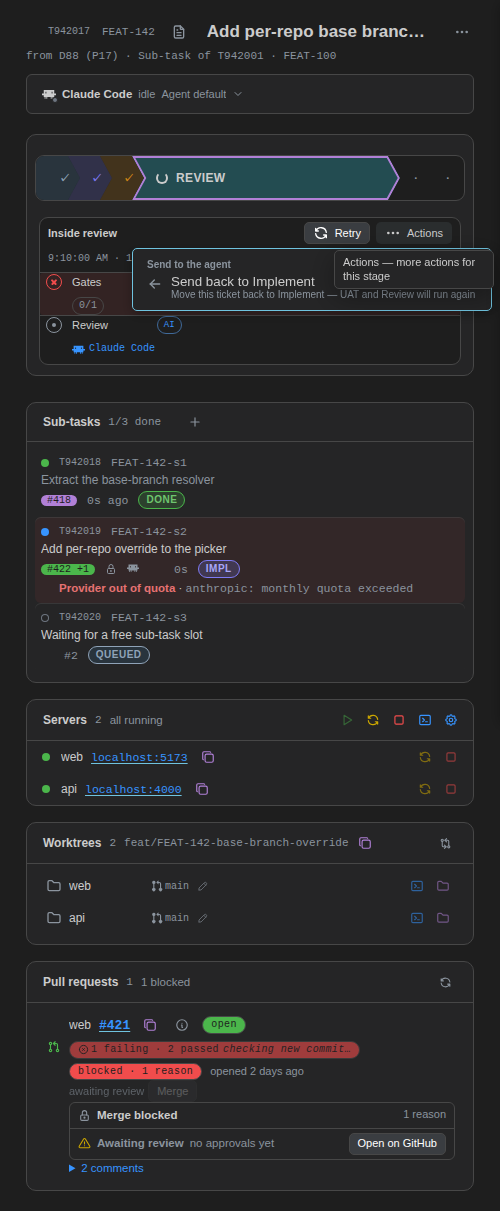 T942017 FEAT-142 Add per-repo base branc…
from D88 (P17) · Sub-task of T942001 · FEAT-100
Claude Code idle Agent default
REVIEW
Inside review Retry Actions
9:10:00 AM · 1
Send to the agent
Send back to Implement
Move this ticket back to Implement — UAT and Review will run again
Actions — more actions for
this stage
Gates
0/1
Review AI
Claude Code
Sub-tasks 1/3 done
T942018 FEAT-142-s1
Extract the base-branch resolver
#418 0s ago DONE
T942019 FEAT-142-s2
Add per-repo override to the picker
#422 +1 0s IMPL
Provider out of quota · anthropic: monthly quota exceeded
T942020 FEAT-142-s3
Waiting for a free sub-task slot
#2 QUEUED
Servers 2 all running
web localhost:5173
api localhost:4000
Worktrees 2 feat/FEAT-142-base-branch-override
web main
api main
Pull requests 1 1 blocked
web #421 open
1 failing · 2 passed checking new commit…
blocked · 1 reason opened 2 days ago
awaiting review Merge
Merge blocked 1 reason
Awaiting review no approvals yet Open on GitHub
2 comments